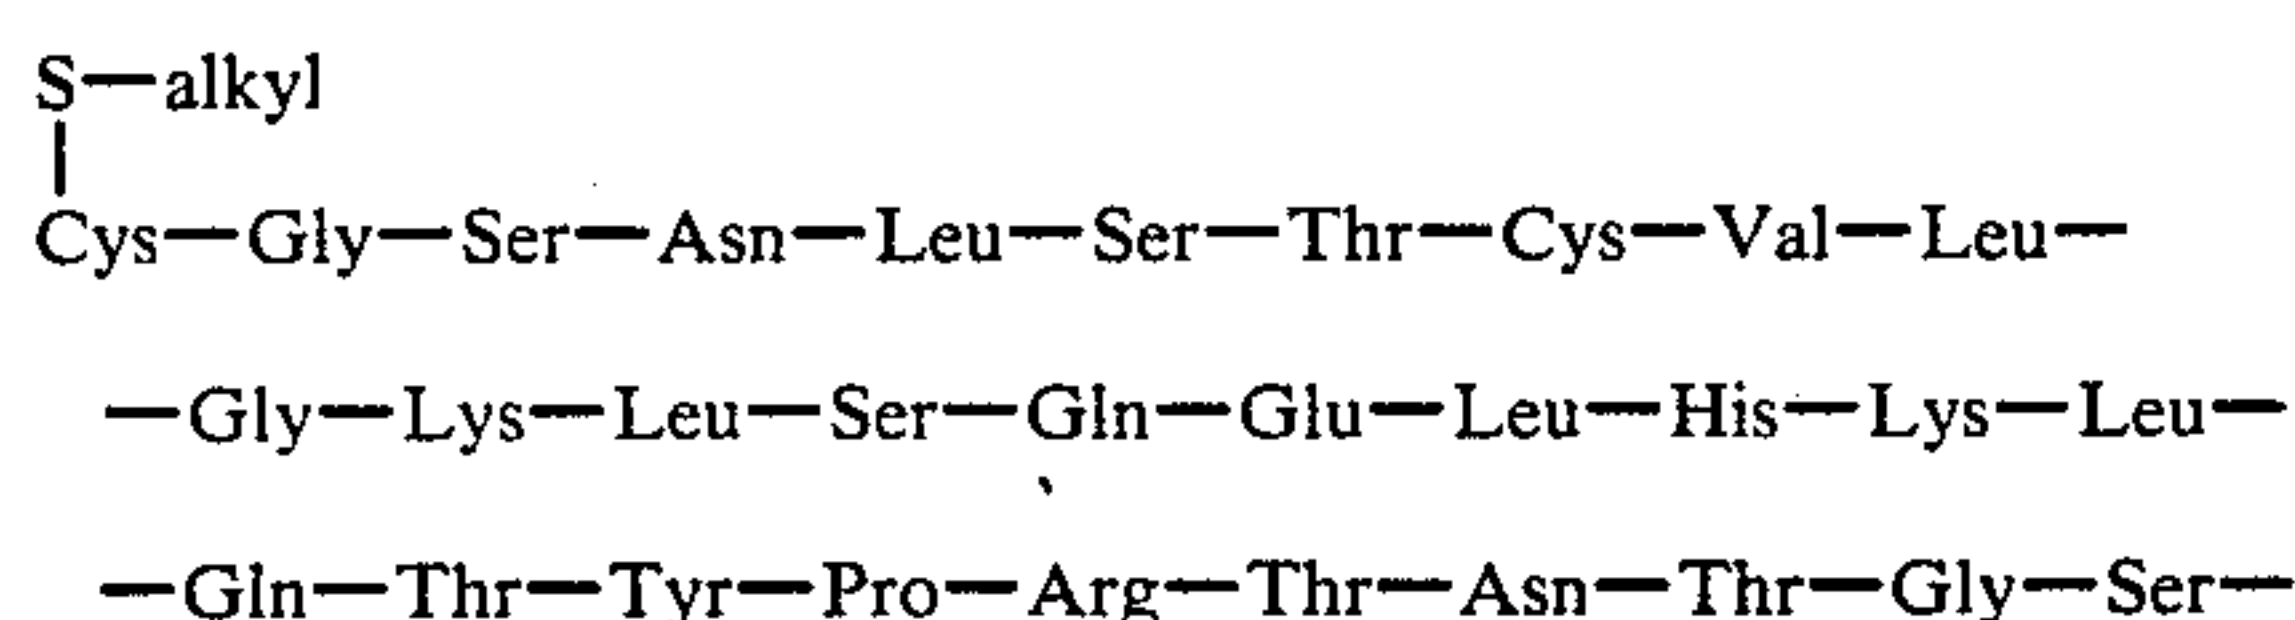 S—alkyl
Cys—Gly—Ser—Asn—Leu—Ser—Thr—Cys—Val—Leu—
—Gly—Lys—Leu—Ser—Gln—Glu—Leu—His—Lys—Leu—
—Gln—Thr—Tyr—Pro—Arg—Thr—Asn—Thr—Gly—Ser—